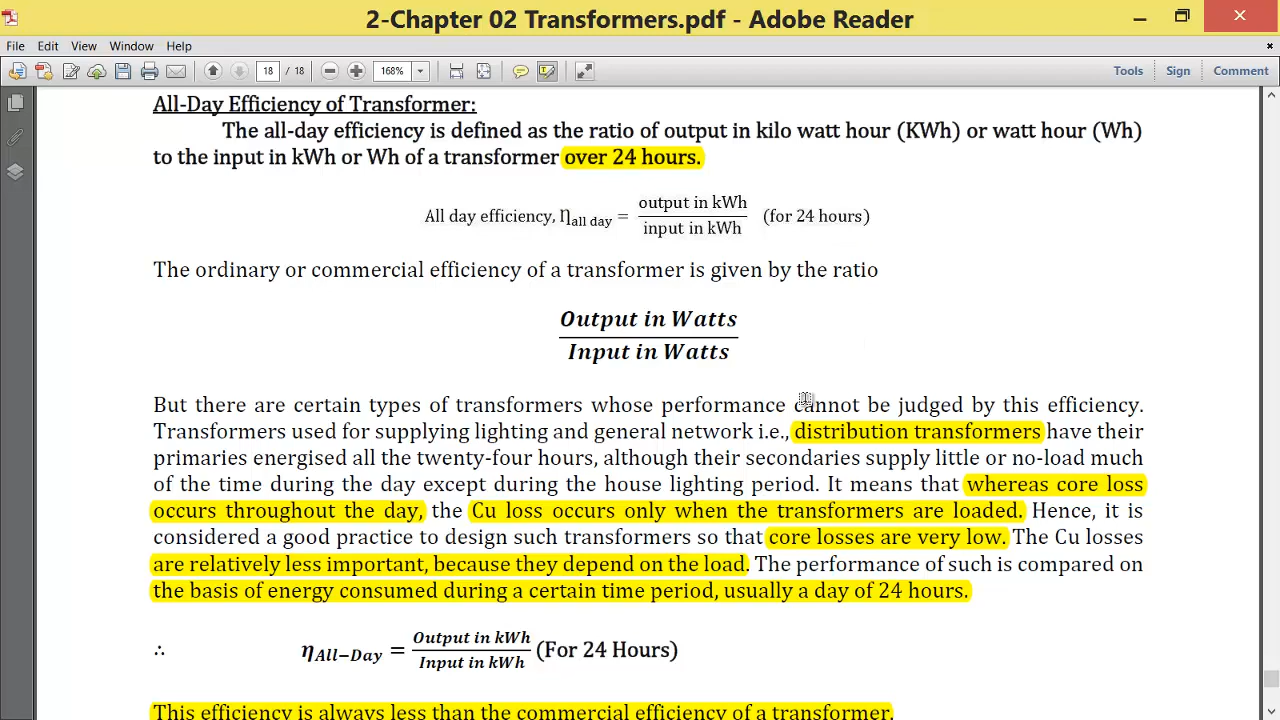 2-Chapter 02 Transformers.pdf - Adobe Reader
File Edit View Window Help
18 / 18 168% Tools Sign Comment
All-Day Efficiency of Transformer:
The all-day efficiency is defined as the ratio of output in kilo watt hour (KWh) or watt hour (Wh)
to the input in kWh or Wh of a transformer over 24 hours.
All day efficiency, Ƞall day = output in kWh / input in kWh (for 24 hours)
The ordinary or commercial efficiency of a transformer is given by the ratio
Output in Watts
Input in Watts
But there are certain types of transformers whose performance cannot be judged by this efficiency.
Transformers used for supplying lighting and general network i.e., distribution transformers have their
primaries energised all the twenty-four hours, although their secondaries supply little or no-load much
of the time during the day except during the house lighting period. It means that whereas core loss
occurs throughout the day, the Cu loss occurs only when the transformers are loaded. Hence, it is
considered a good practice to design such transformers so that core losses are very low. The Cu losses
are relatively less important, because they depend on the load. The performance of such is compared on
the basis of energy consumed during a certain time period, usually a day of 24 hours.
∴ ηAll−Day = Output in kWh / Input in kWh (For 24 Hours)
This efficiency is always less than the commercial efficiency of a transformer.